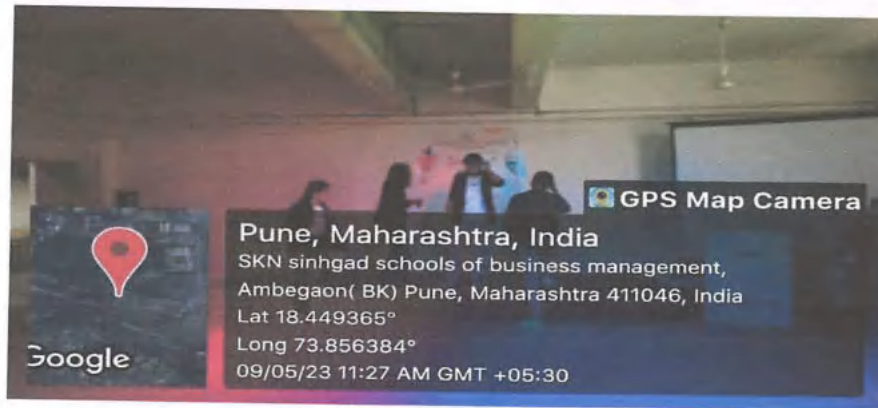 GPS Map Camera
Pune, Maharashtra, India
SKN sinhgad schools of business management,
Ambegaon( BK) Pune, Maharashtra 411046, India
Lat 18.449365°
Long 73.856384°
09/05/23 11:27 AM GMT +05:30
Google